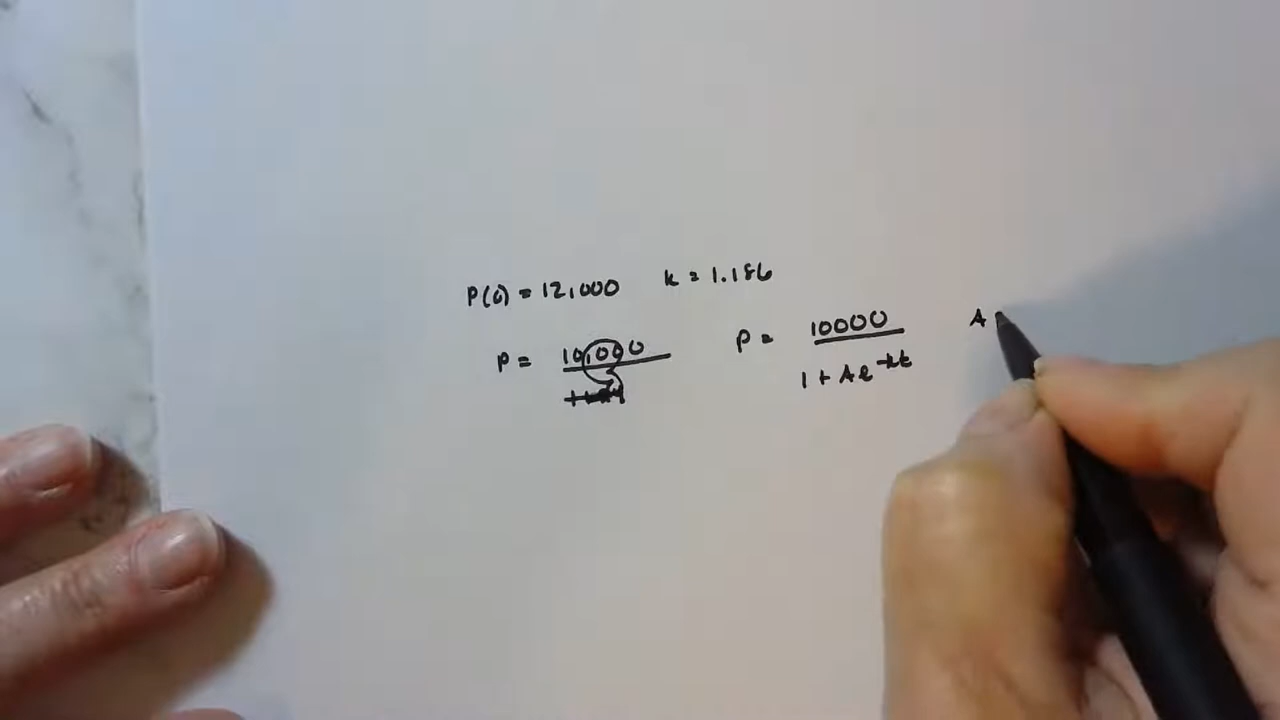 P(0) = 12,000 k = 1.186
P = 10,000 P = 10000 A
1 + Ae^-kt